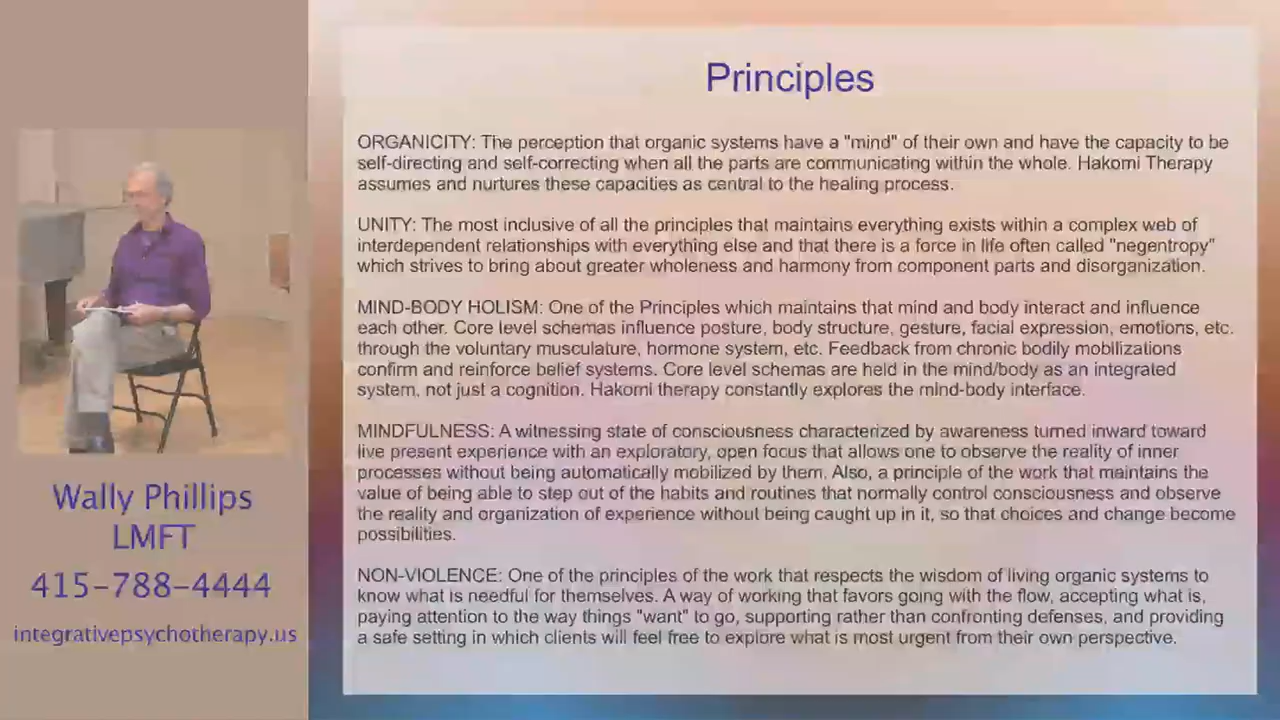 Principles
ORGANICITY: The perception that organic systems have a "mind" of their own and have the capacity to be
self-directing and self-correcting when all the parts are communicating within the whole. Hakomi Therapy
assumes and nurtures these capacities as central to the healing process.
UNITY: The most inclusive of all the principles that maintains everything exists within a complex web of
interdependent relationships with everything else and that there is a force in life often called "negentropy"
which strives to bring about greater wholeness and harmony from component parts and disorganization.
MIND-BODY HOLISM: One of the Principles which maintains that mind and body interact and influence
each other. Core level schemas influence posture, body structure, gesture, facial expression, emotions, etc.
through the voluntary musculature, hormone system, etc. Feedback from chronic bodily mobilizations
confirm and reinforce belief systems. Core level schemas are held in the mind/body as an integrated
system, not just a cognition. Hakomi therapy constantly explores the mind-body interface.
MINDFULNESS: A witnessing state of consciousness characterized by awareness turned inward toward
live present experience with an exploratory, open focus that allows one to observe the reality of inner
processes without being automatically mobilized by them. Also, a principle of the work that maintains the
value of being able to step out of the habits and routines that normally control consciousness and observe
the reality and organization of experience without being caught up in it, so that choices and change become
possibilities.
NON-VIOLENCE: One of the principles of the work that respects the wisdom of living organic systems to
know what is needful for themselves. A way of working that favors going with the flow, accepting what is,
paying attention to the way things "want" to go, supporting rather than confronting defenses, and providing
a safe setting in which clients will feel free to explore what is most urgent from their own perspective.
Wally Phillips
LMFT
415-788-4444
integrativepsychotherapy.us